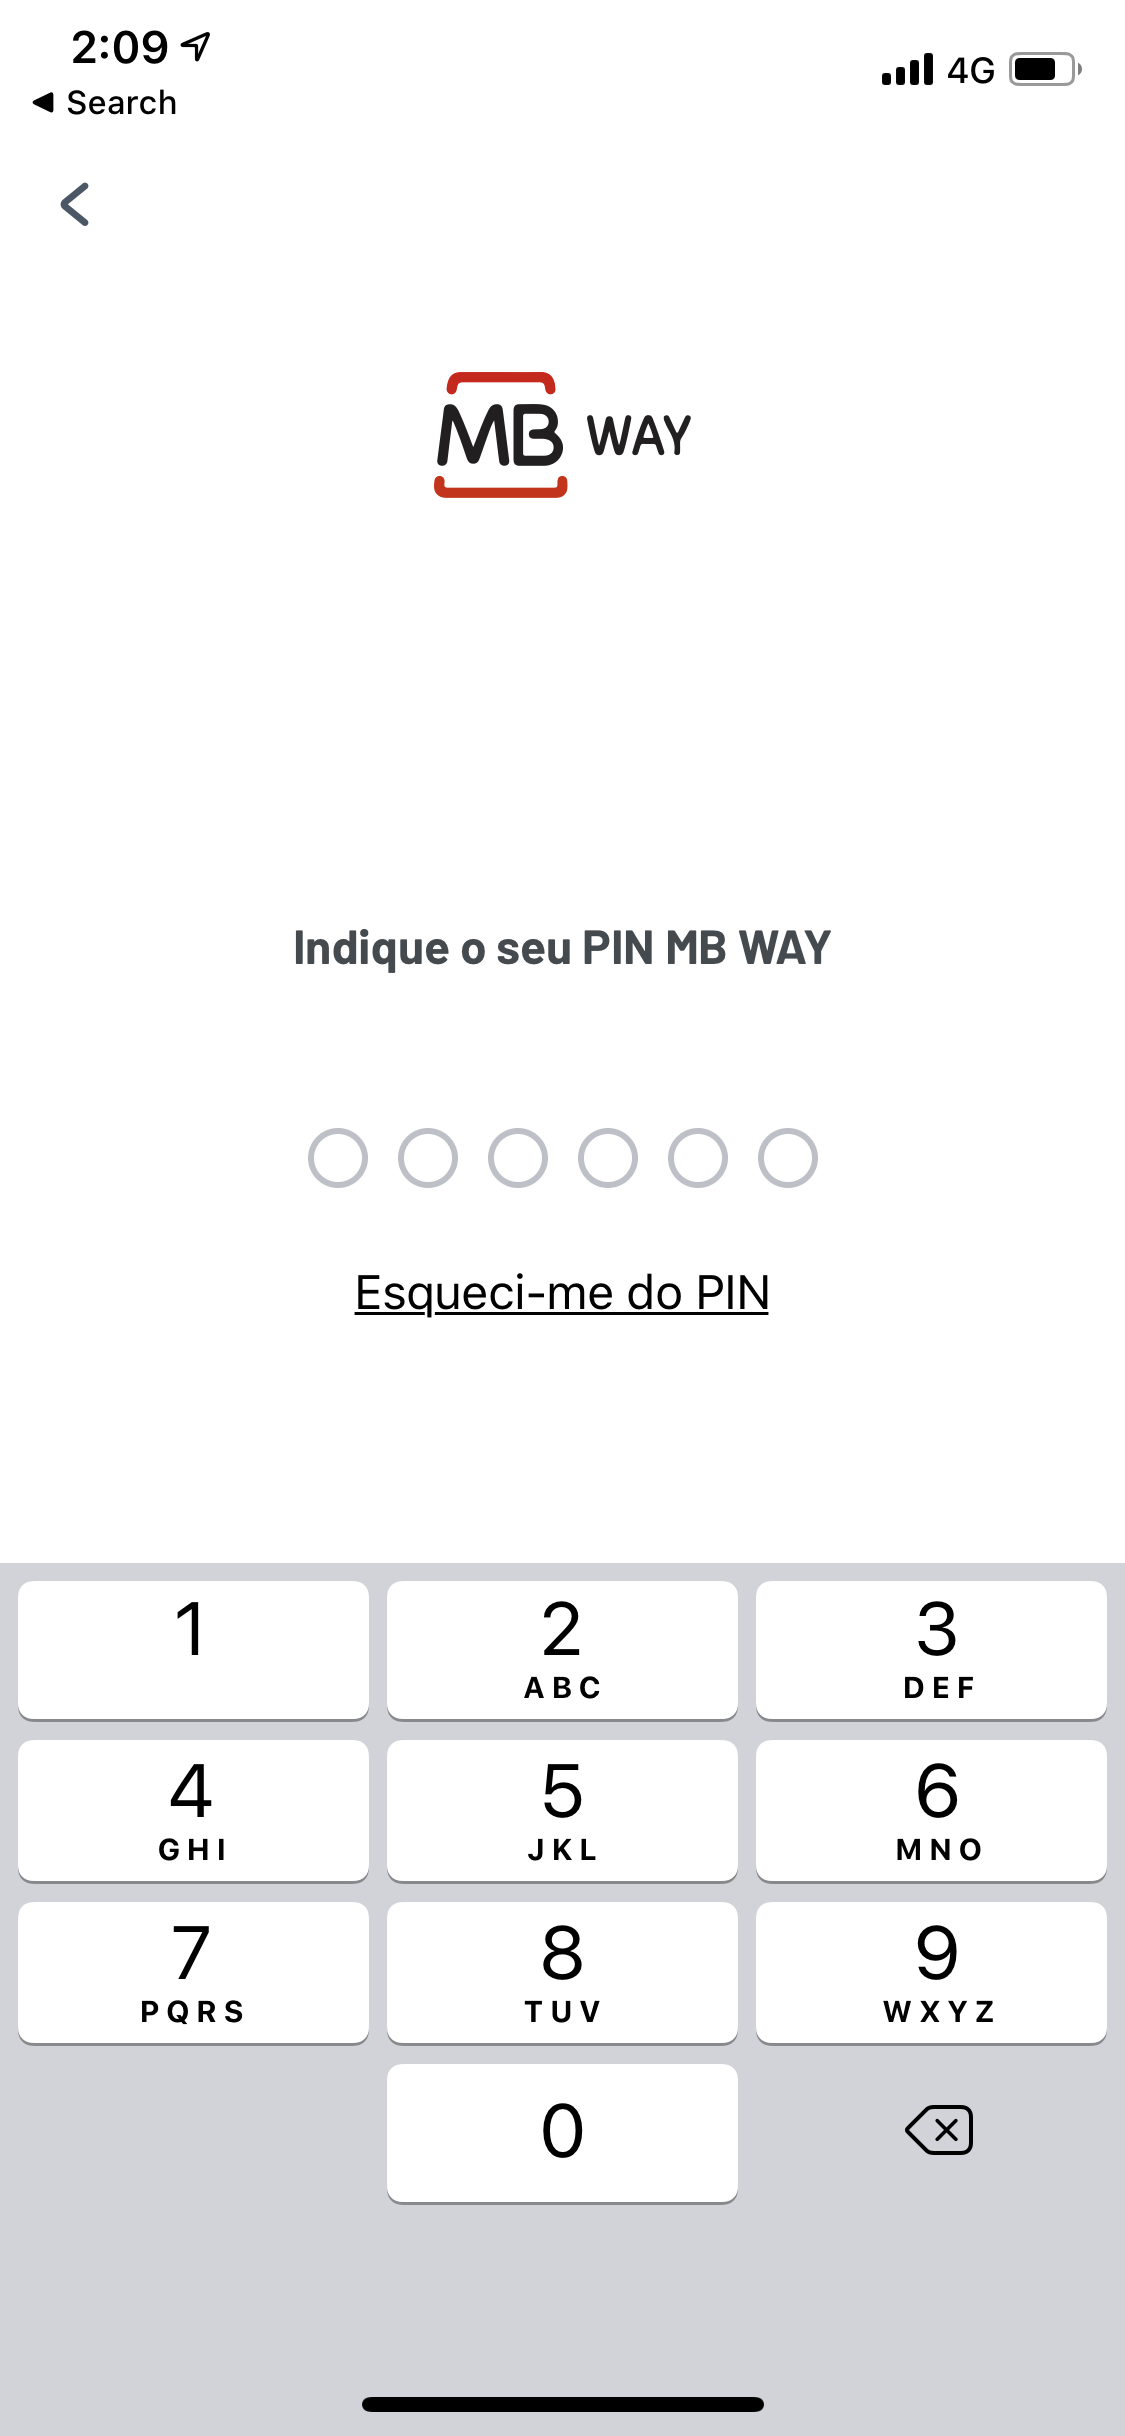 2:09
4G
Search
MB WAY
Indique o seu PIN MB WAY
Esqueci-me do PIN
1 2 3
ABC DEF
4 5 6
GHI JKL MNO
7 8 9
PQRS TUV WXYZ
0